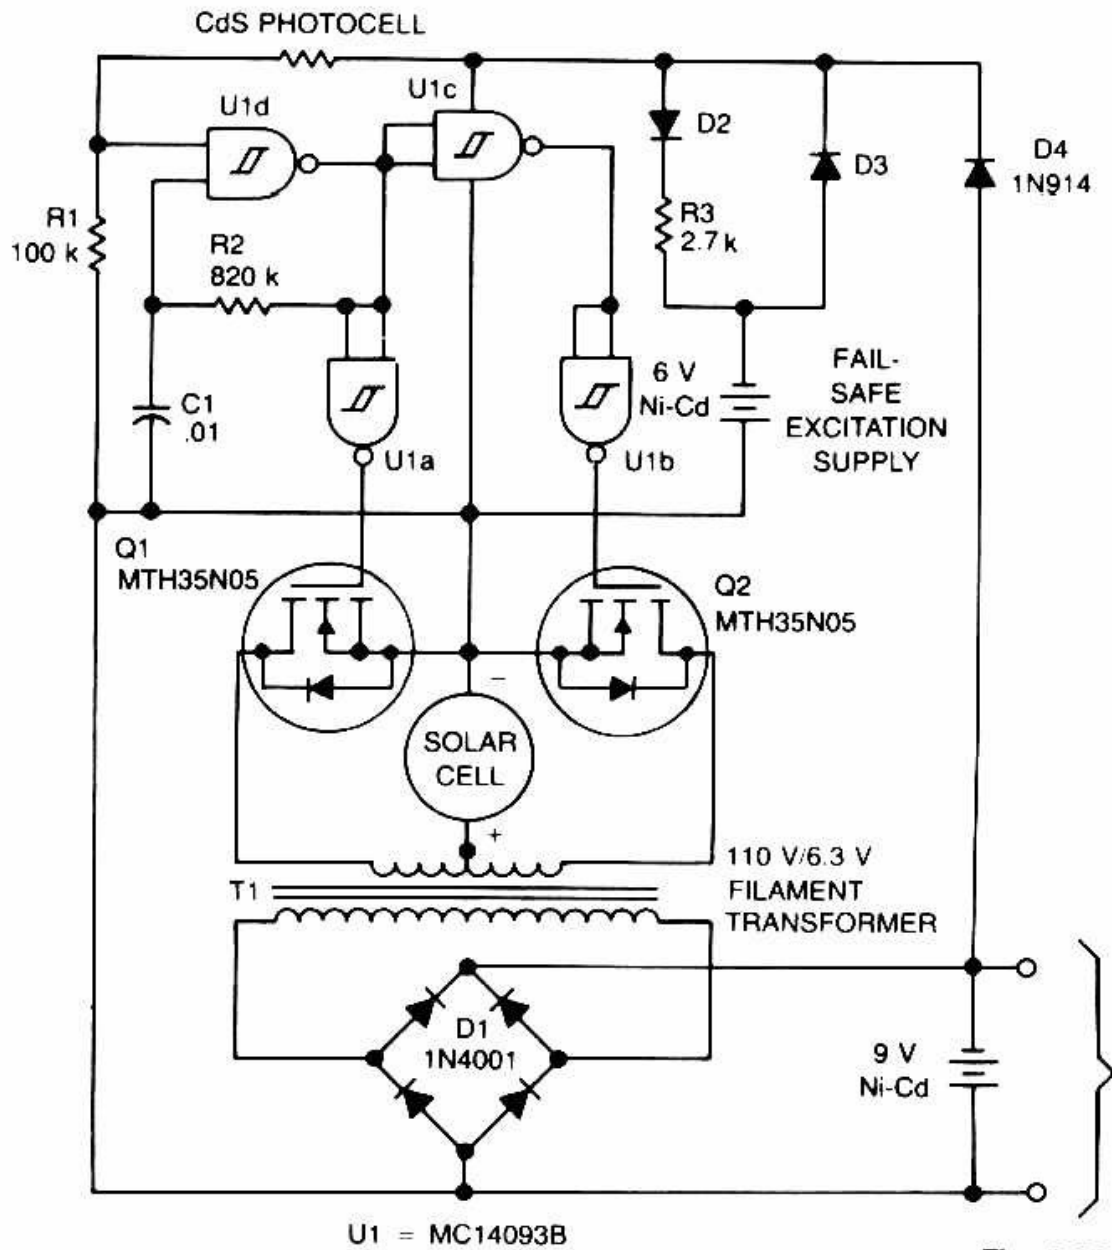 CdS PHOTOCELL
U1d
U1c
D2
D3
D4
1N914
R1
100 k
R2
820 k
R3
2.7 k
C1
.01
U1a
6 V
Ni-Cd
U1b
FAIL-
SAFE
EXCITATION
SUPPLY
Q1
MTH35N05
Q2
MTH35N05
−
SOLAR
CELL
+
T1
110 V/6.3 V
FILAMENT
TRANSFORMER
D1
1N4001
9 V
Ni-Cd
U1 = MC14093B